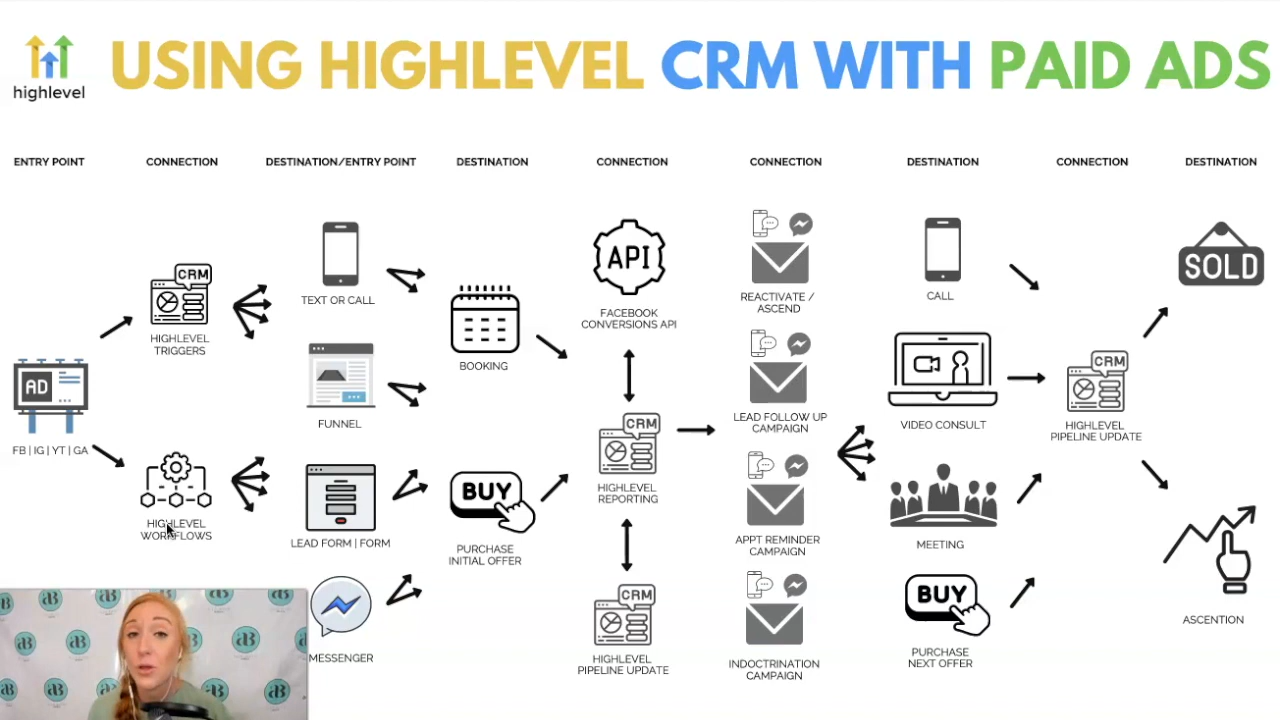 highlevel
USING HIGHLEVEL CRM WITH PAID ADS
ENTRY POINT
CONNECTION
DESTINATION/ENTRY POINT
DESTINATION
CONNECTION
CONNECTION
DESTINATION
CONNECTION
DESTINATION
AD
FB | IG | YT | GA
CRM
HIGHLEVEL
TRIGGERS
HIGHLEVEL
WORKFLOWS
TEXT OR CALL
FUNNEL
LEAD FORM | FORM
MESSENGER
BOOKING
BUY
PURCHASE
INITIAL OFFER
API
FACEBOOK
CONVERSIONS API
CRM
HIGHLEVEL
REPORTING
CRM
HIGHLEVEL
PIPELINE UPDATE
REACTIVATE /
ASCEND
LEAD FOLLOW UP
CAMPAIGN
APPT REMINDER
CAMPAIGN
INDOCTRINATION
CAMPAIGN
CALL
VIDEO CONSULT
MEETING
BUY
PURCHASE
NEXT OFFER
CRM
HIGHLEVEL
PIPELINE UPDATE
SOLD
ASCENTION